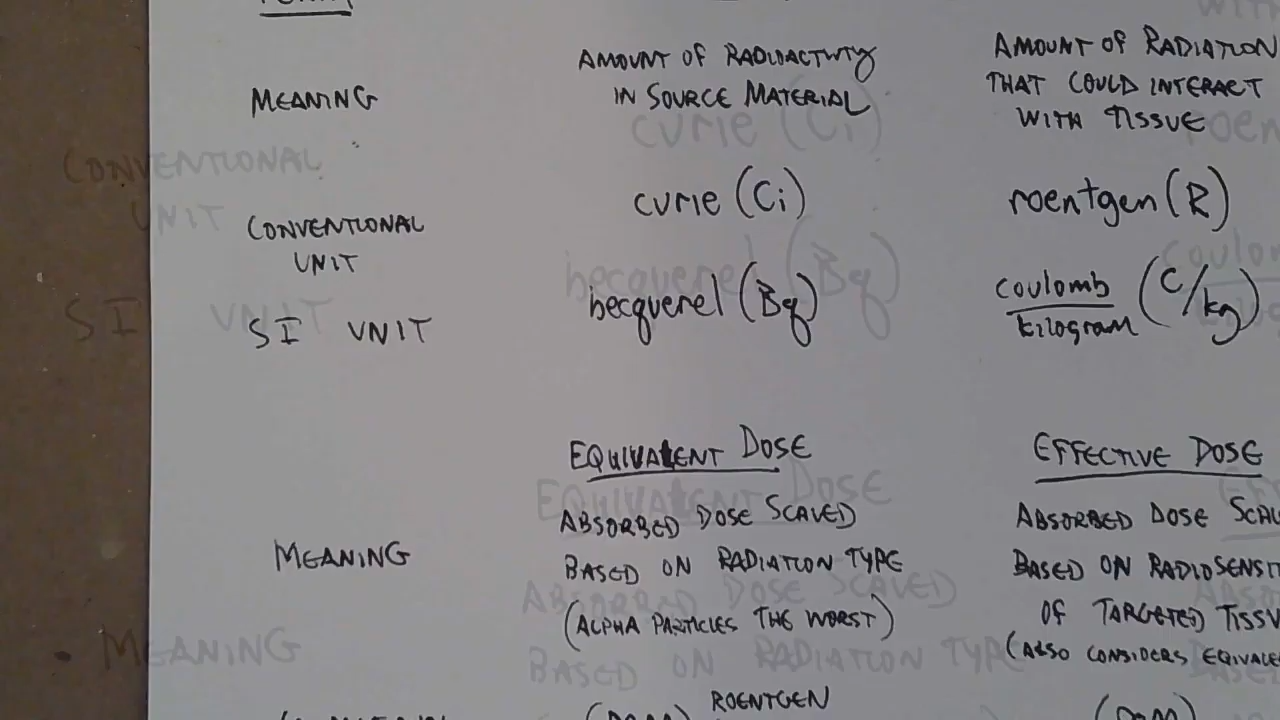 AMOUNT OF RADIOACTIVITY AMOUNT OF RADIATION
MEANING IN SOURCE MATERIAL THAT COULD INTERACT
WITH TISSUE
CONVENTIONAL UNIT curie (Ci) roentgen (R)
SI UNIT becquerel (Bq) coulomb/kilogram (C/kg)
EQUIVALENT DOSE EFFECTIVE DOSE
ABSORBED DOSE SCALED ABSORBED DOSE
MEANING BASED ON RADIATION TYPE BASED ON
(ALPHA PARTICLES THE WORST) OF TARGETED
(ALSO CONSIDERS
ROENTGEN